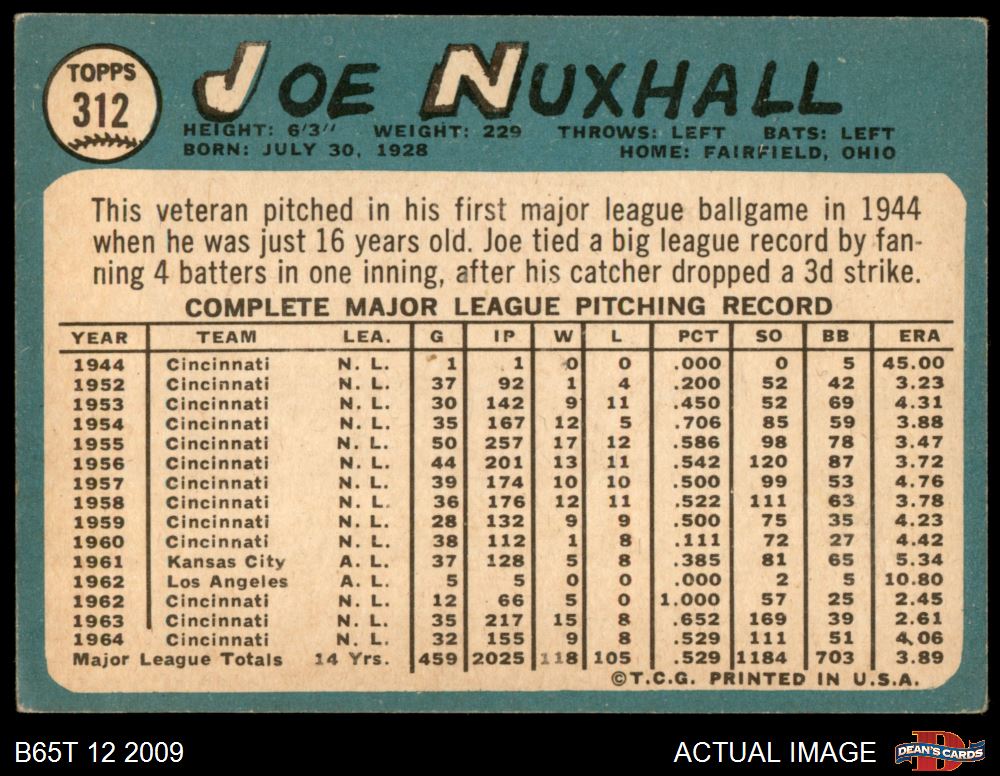 TOPPS
312
JOE NUXHALL
HEIGHT: 6'3" WEIGHT: 229 THROWS: LEFT BATS: LEFT
BORN: JULY 30, 1928 HOME: FAIRFIELD, OHIO
This veteran pitched in his first major league ballgame in 1944
when he was just 16 years old. Joe tied a big league record by fan-
ning 4 batters in one inning, after his catcher dropped a 3d strike.
COMPLETE MAJOR LEAGUE PITCHING RECORD
YEAR TEAM LEA. G IP W L PCT SO BB ERA
1944 Cincinnati N. L. 1 1 0 0 .000 0 5 45.00
1952 Cincinnati N. L. 37 92 1 4 .200 52 42 3.23
1953 Cincinnati N. L. 30 142 9 11 .450 52 69 4.31
1954 Cincinnati N. L. 35 167 12 5 .706 85 59 3.88
1955 Cincinnati N. L. 50 257 17 12 .586 98 78 3.47
1956 Cincinnati N. L. 44 201 13 11 .542 120 87 3.72
1957 Cincinnati N. L. 39 174 10 10 .500 99 53 4.76
1958 Cincinnati N. L. 36 176 12 11 .522 111 63 3.78
1959 Cincinnati N. L. 28 132 9 9 .500 75 35 4.23
1960 Cincinnati N. L. 38 112 1 8 .111 72 27 4.42
1961 Kansas City A. L. 37 128 5 8 .385 81 65 5.34
1962 Los Angeles A. L. 5 5 0 0 .000 2 5 10.80
1962 Cincinnati N. L. 12 66 5 0 1.000 57 25 2.45
1963 Cincinnati N. L. 35 217 15 8 .652 169 39 2.61
1964 Cincinnati N. L. 32 155 9 8 .529 111 51 4.06
Major League Totals 14 Yrs. 459 2025 118 105 .529 1184 703 3.89
©T.C.G. PRINTED IN U.S.A.
B65T 12 2009 ACTUAL IMAGE DEAN'S CARDS